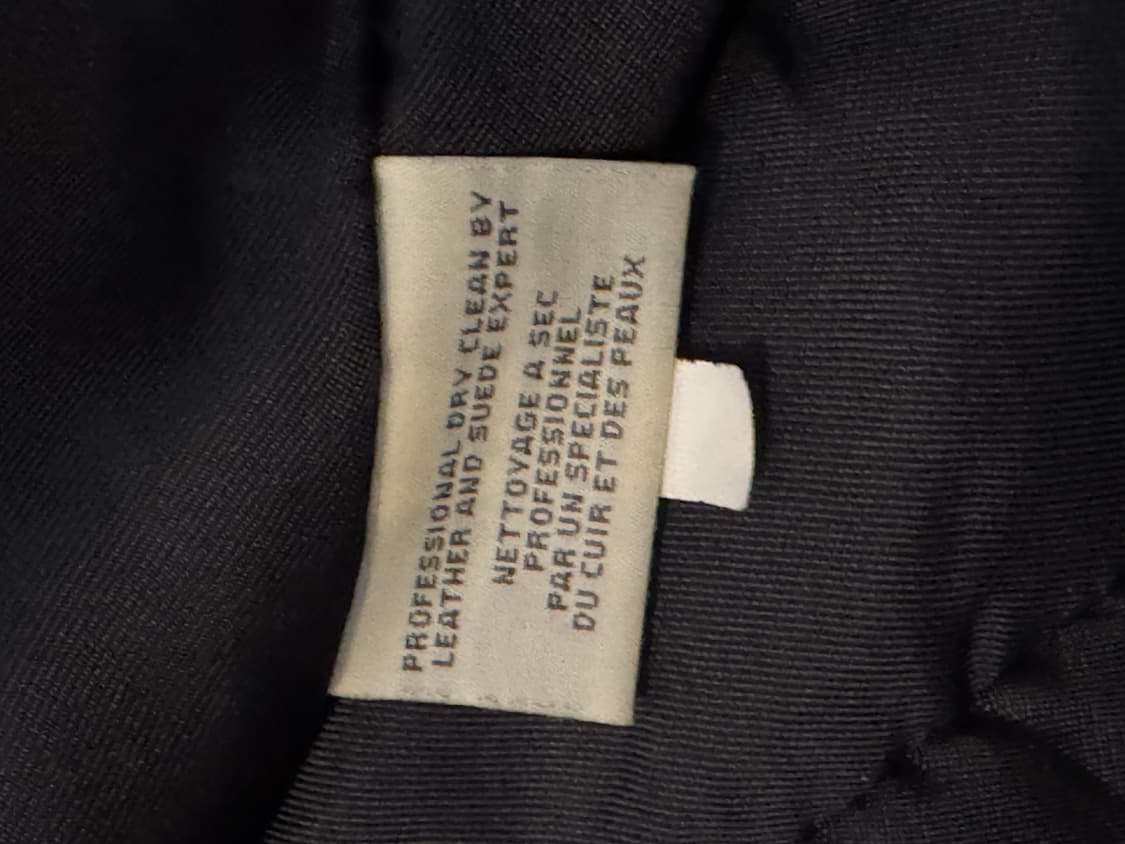 PROFESSIONAL DRY CLEAN BY
LEATHER AND SUEDE EXPERT
NETTOYAGE A SEC
PROFESSIONNEL
PAR UN SPECIALISTE
DU CUIR ET DES PEAUX